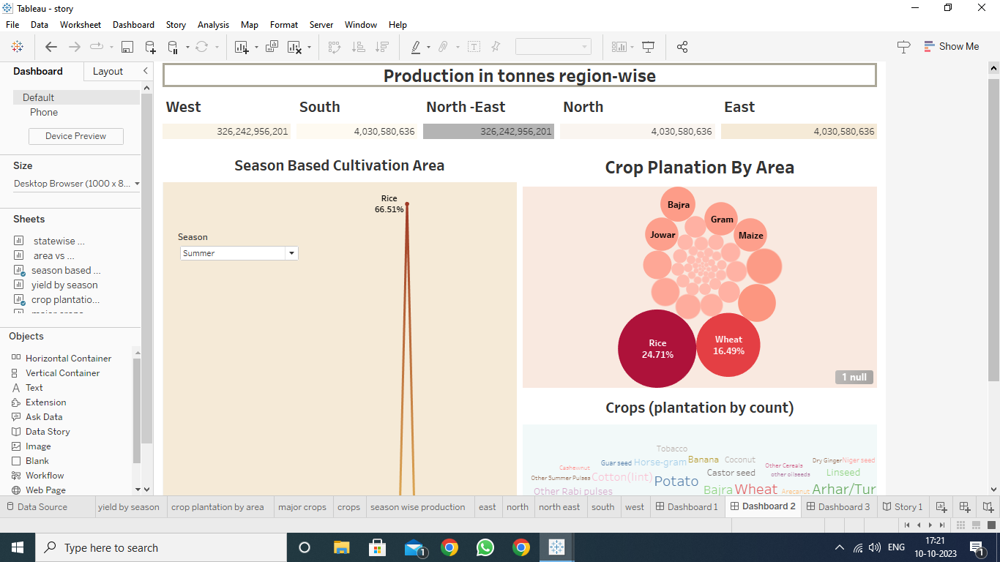 Tableau - story
File Data Worksheet Dashboard Story Analysis Map Format Server Window Help
Show Me
Dashboard Layout
Default
Phone
Device Preview
Size
Desktop Browser (1000 x 8...
Sheets
statewise ...
area vs ...
season based ...
yield by season
crop plantatio...
major crops
Objects
Horizontal Container
Vertical Container
Text
Extension
Ask Data
Data Story
Image
Blank
Workflow
Web Page
Production in tonnes region-wise
West South North -East North East
326,242,956,201 4,030,580,636 326,242,956,201 4,030,580,636 4,030,580,636
Season Based Cultivation Area
Rice
66.51%
Season
Summer
Crop Planation By Area
Bajra
Gram
Jowar
Maize
Rice
24.71%
Wheat
16.49%
1 null
Crops (plantation by count)
Tobacco
Cashewnut Guar seed Horse-gram Banana Coconut Other Cereals Dry Ginger Niger seed
Other Summer Pulses Cotton(lint) Potato Castor seed other oilseeds Linseed
Other Rabi pulses Bajra Wheat Arecanut Arhar/Tur
Data Source yield by season crop plantation by area major crops crops season wise production east north north east south west Dashboard 1 Dashboard 2 Dashboard 3 Story 1
Type here to search
1
ENG
17:21
10-10-2023
1